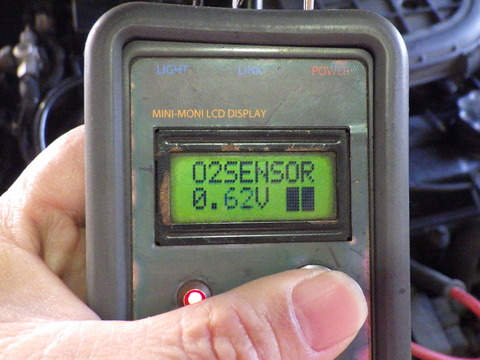 LIGHT LINK POWER
MINI-MONI LCD DISPLAY
O2SENSOR
0.62V